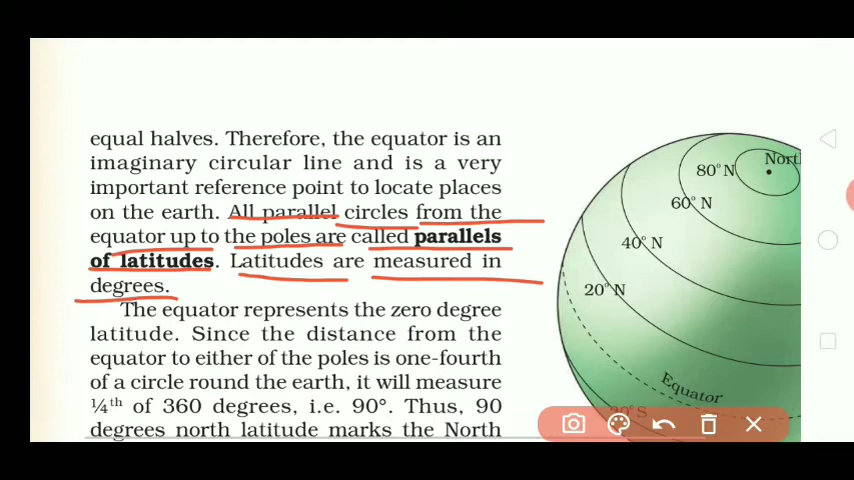 equal halves. Therefore, the equator is an
imaginary circular line and is a very
important reference point to locate places
on the earth. All parallel circles from the
equator up to the poles are called parallels
of latitudes. Latitudes are measured in
degrees.
The equator represents the zero degree
latitude. Since the distance from the
equator to either of the poles is one-fourth
of a circle round the earth, it will measure
¼th of 360 degrees, i.e. 90°. Thus, 90
degrees north latitude marks the North
North
80°N
60°N
40°N
20°N
Equator
20°S